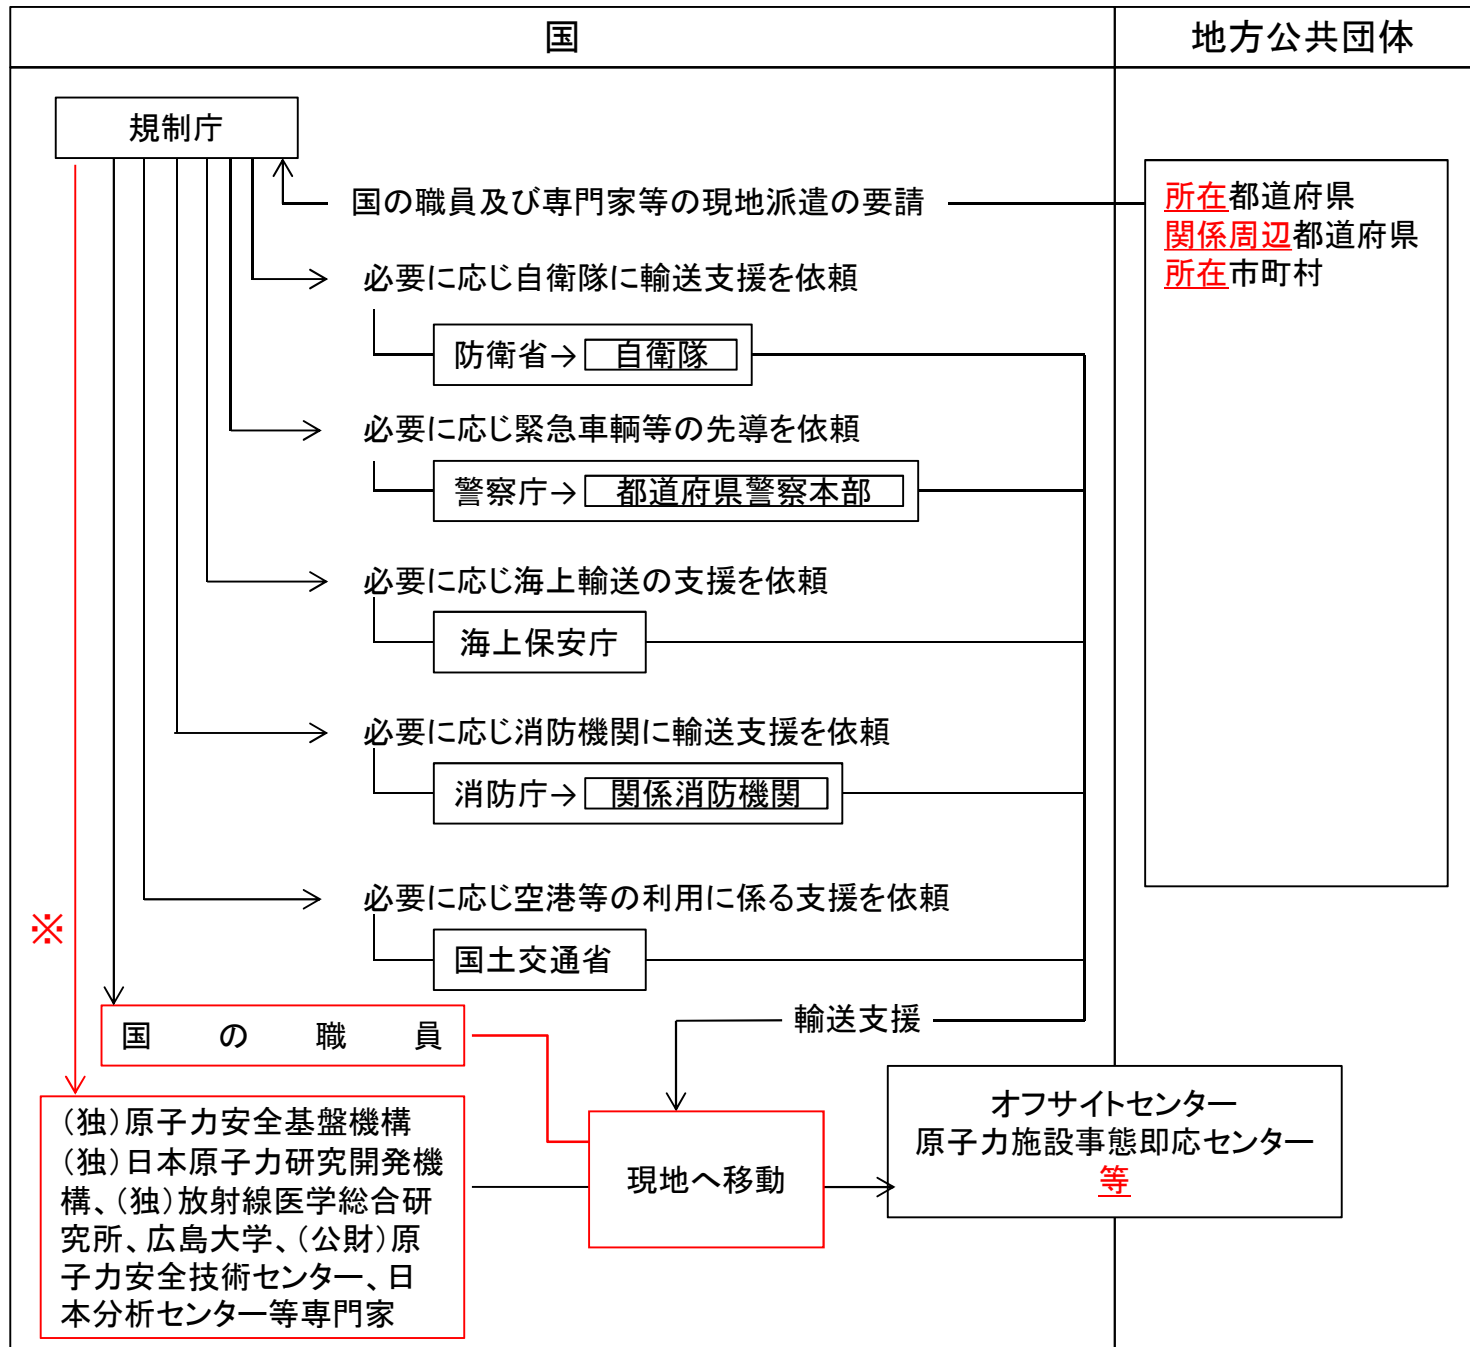 国
地方公共団体
規制庁
国の職員及び専門家等の現地派遣の要請
所在都道府県
関係周辺都道府県
所在市町村
必要に応じ自衛隊に輸送支援を依頼
防衛省→ 自衛隊
必要に応じ緊急車輌等の先導を依頼
警察庁→ 都道府県警察本部
必要に応じ海上輸送の支援を依頼
海上保安庁
必要に応じ消防機関に輸送支援を依頼
消防庁→ 関係消防機関
必要に応じ空港等の利用に係る支援を依頼
国土交通省
※
輸送支援
国の職員
(独)原子力安全基盤機構
(独)日本原子力研究開発機
構、(独)放射線医学総合研
究所、広島大学、(公財)原
子力安全技術センター、日
本分析センター等専門家
現地へ移動
オフサイトセンター
原子力施設事態即応センター
等